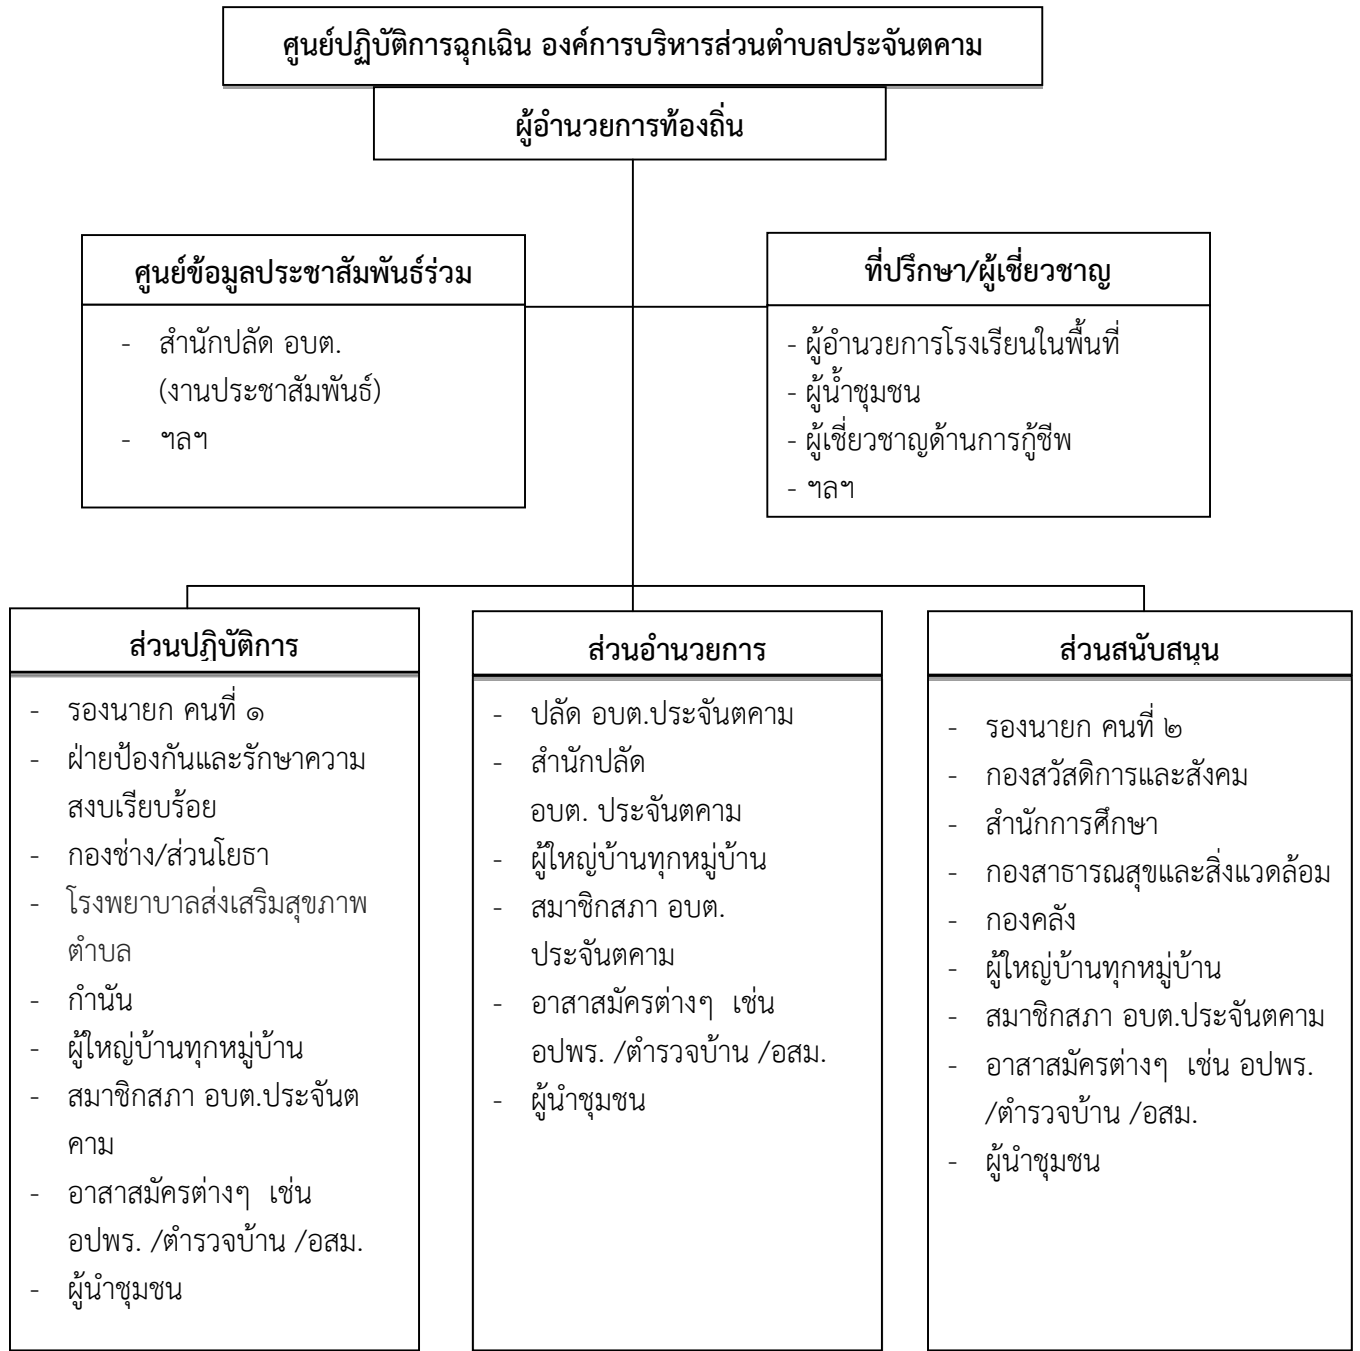 ศูนย์ปฏิบัติการฉุกเฉิน องค์การบริหารส่วนตำบลประจันตคาม
ผู้อำนวยการท้องถิ่น
ศูนย์ข้อมูลประชาสัมพันธ์ร่วม
- สำนักปลัด อบต.
(งานประชาสัมพันธ์)
- ฯลฯ
ที่ปรึกษา/ผู้เชี่ยวชาญ
- ผู้อำนวยการโรงเรียนในพื้นที่
- ผู้น้ำชุมชน
- ผู้เชี่ยวชาญด้านการกู้ชีพ
- ฯลฯ
ส่วนปฏิบัติการ
- รองนายก คนที่ ๑
- ฝ่ายป้องกันและรักษาความ
สงบเรียบร้อย
- กองช่าง/ส่วนโยธา
- โรงพยาบาลส่งเสริมสุขภาพ
ตำบล
- กำนัน
- ผู้ใหญ่บ้านทุกหมู่บ้าน
- สมาชิกสภา อบต.ประจันต
คาม
- อาสาสมัครต่างๆ เช่น
อปพร. /ตำรวจบ้าน /อสม.
- ผู้นำชุมชน
ส่วนอำนวยการ
- ปลัด อบต.ประจันตคาม
- สำนักปลัด
อบต. ประจันตคาม
- ผู้ใหญ่บ้านทุกหมู่บ้าน
- สมาชิกสภา อบต.
ประจันตคาม
- อาสาสมัครต่างๆ เช่น
อปพร. /ตำรวจบ้าน /อสม.
- ผู้นำชุมชน
ส่วนสนับสนุน
- รองนายก คนที่ ๒
- กองสวัสดิการและสังคม
- สำนักการศึกษา
- กองสาธารณสุขและสิ่งแวดล้อม
- กองคลัง
- ผู้ใหญ่บ้านทุกหมู่บ้าน
- สมาชิกสภา อบต.ประจันตคาม
- อาสาสมัครต่างๆ เช่น อปพร.
/ตำรวจบ้าน /อสม.
- ผู้นำชุมชน